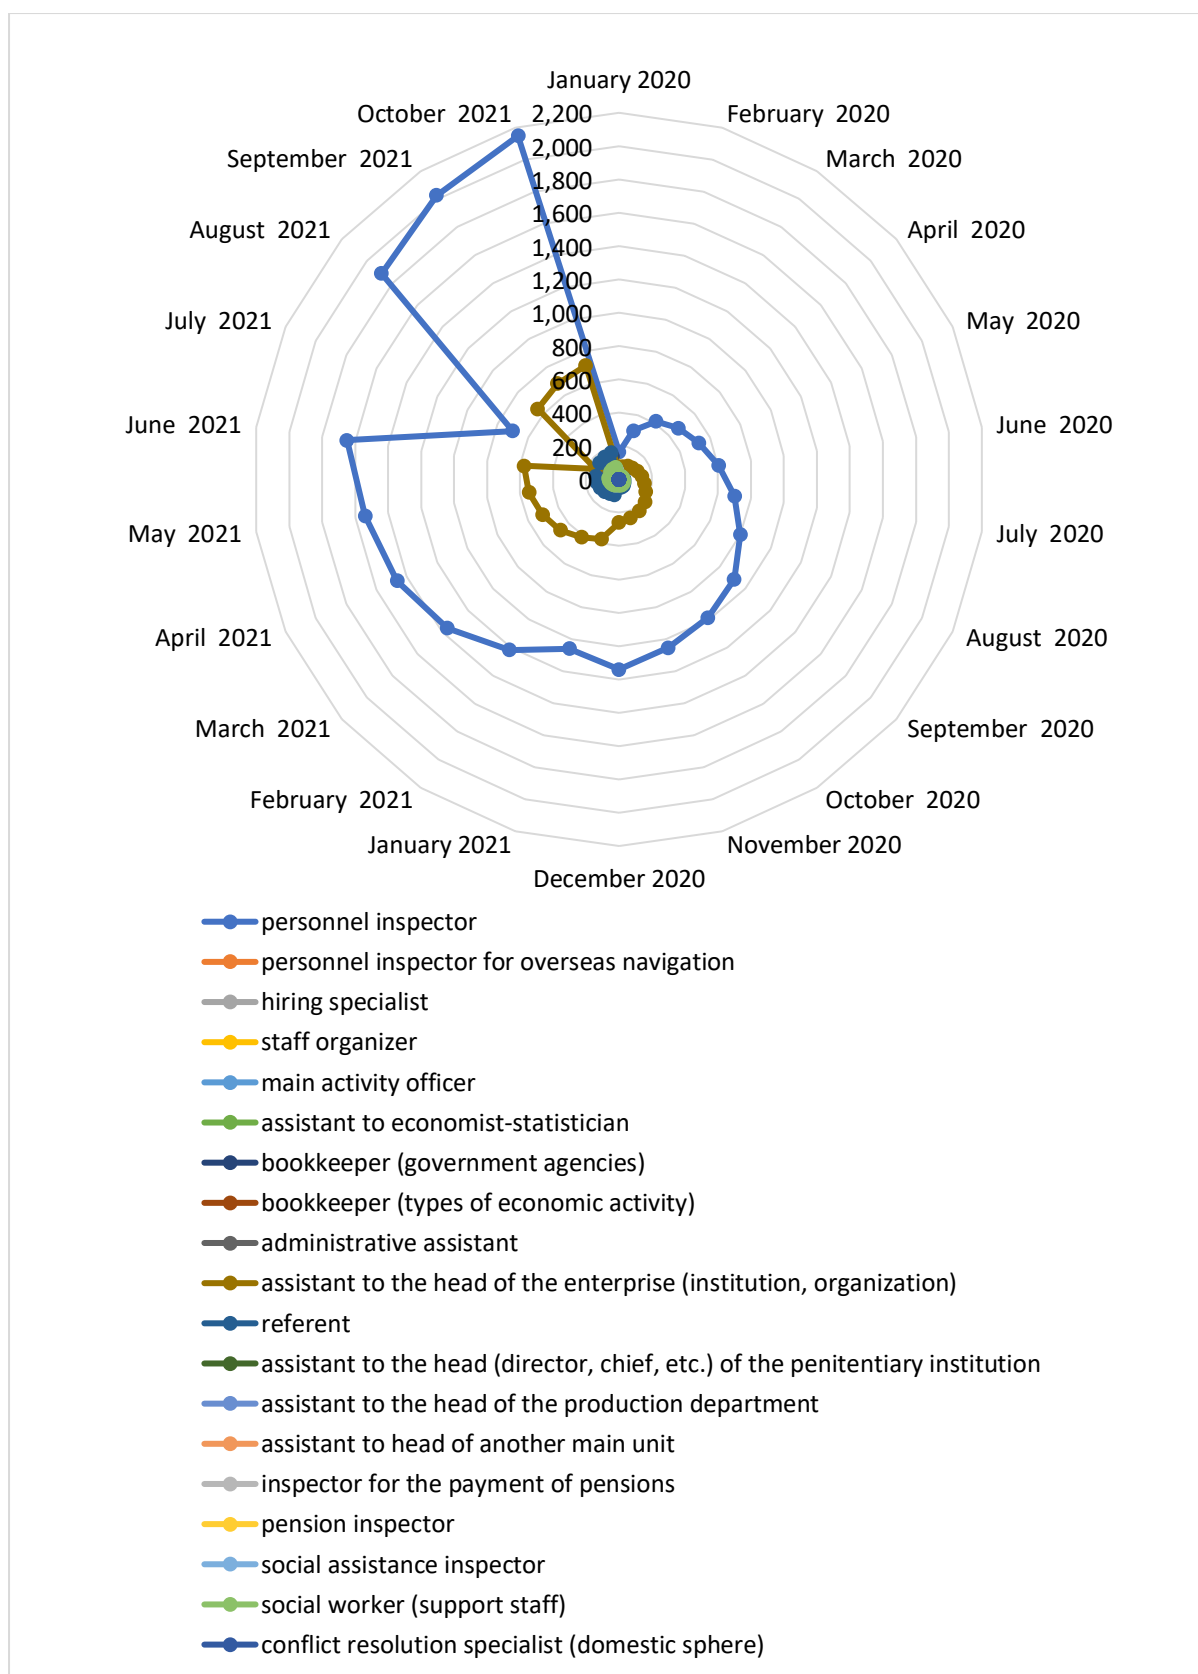 January 2020
October 2021
2,200
February 2020
September 2021
2,000
March 2020
1,800
August 2021
1,600
April 2020
1,400
1,200
July 2021
1,000
May 2020
800
600
June 2021
400
June 2020
200
0
May 2021
July 2020
April 2021
August 2020
March 2021
September 2020
February 2021
October 2020
January 2021
November 2020
December 2020
personnel inspector
personnel inspector for overseas navigation
hiring specialist
staff organizer
main activity officer
assistant to economist-statistician
bookkeeper (government agencies)
bookkeeper (types of economic activity)
administrative assistant
assistant to the head of the enterprise (institution, organization)
referent
assistant to the head (director, chief, etc.) of the penitentiary institution
assistant to the head of the production department
assistant to head of another main unit
inspector for the payment of pensions
pension inspector
social assistance inspector
social worker (support staff)
conflict resolution specialist (domestic sphere)